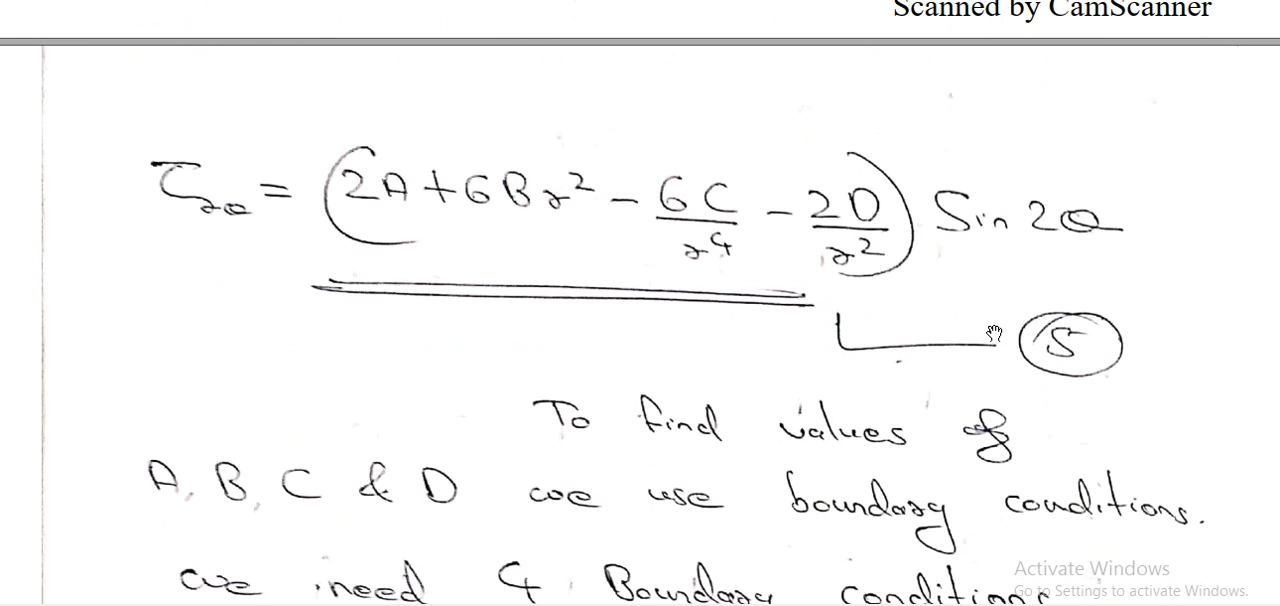 Scanned by CamScanner
τrθ = (2A + 6Br² - 6C/r⁴ - 2D/r²) Sin 2θ
5
To find values of
A, B, C & D we use boundary conditions.
we need 4 Boundary conditions
Activate Windows
Go to Settings to activate Windows.